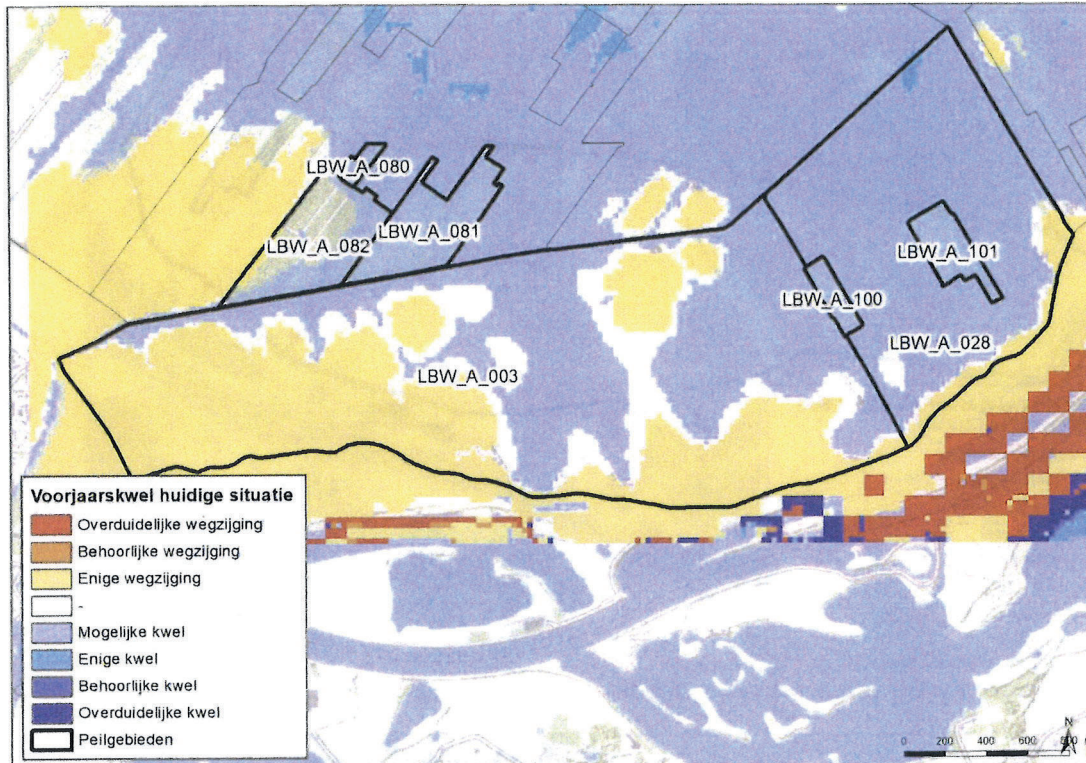 LBW_A_080
LBW_A_082
LBW_A_081
LBW_A_101
LBW_A_100
LBW_A_028
LBW_A_003
Voorjaarskwel huidige situatie
Overduidelijke wegzijging
Behoorlijke wegzijging
Enige wegzijging
-
Mogelijke kwel
Enige kwel
Behoorlijke kwel
Overduidelijke kwel
Peilgebieden
N
0 200 400 600 800